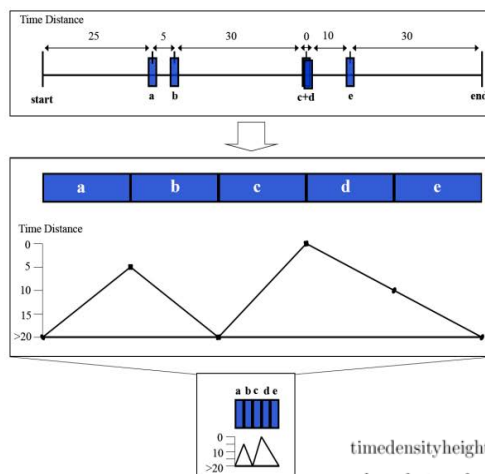 Time Distance
25 5 30 0 10 30
start a b c+d e end
a b c d e
Time Distance
0
5
10
15
>20
a b c d e
0
10
>20
timedensityheight